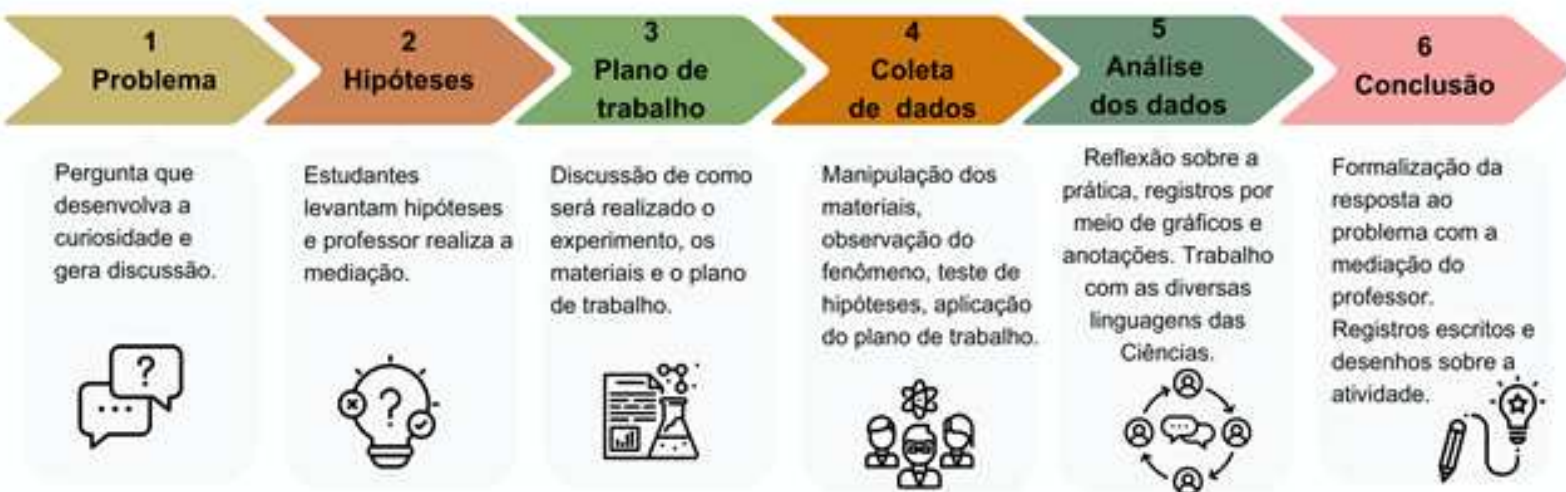 1
Problema
Pergunta que
desenvolva a
curiosidade e
gera discussão.
2
Hipóteses
Estudantes
levantam hipóteses
e professor realiza a
mediação.
3
Plano de
trabalho
Discussão de como
será realizado o
experimento, os
materiais e o plano
de trabalho.
4
Coleta
de dados
Manipulação dos
materiais,
observação do
fenômeno, teste de
hipóteses, aplicação
do plano de trabalho.
5
Análise
dos dados
Reflexão sobre a
prática, registros por
meio de gráficos e
anotações. Trabalho
com as diversas
linguagens das
Ciências.
6
Conclusão
Formalização da
resposta ao
problema com a
mediação do
professor.
Registros escritos e
desenhos sobre a
atividade.